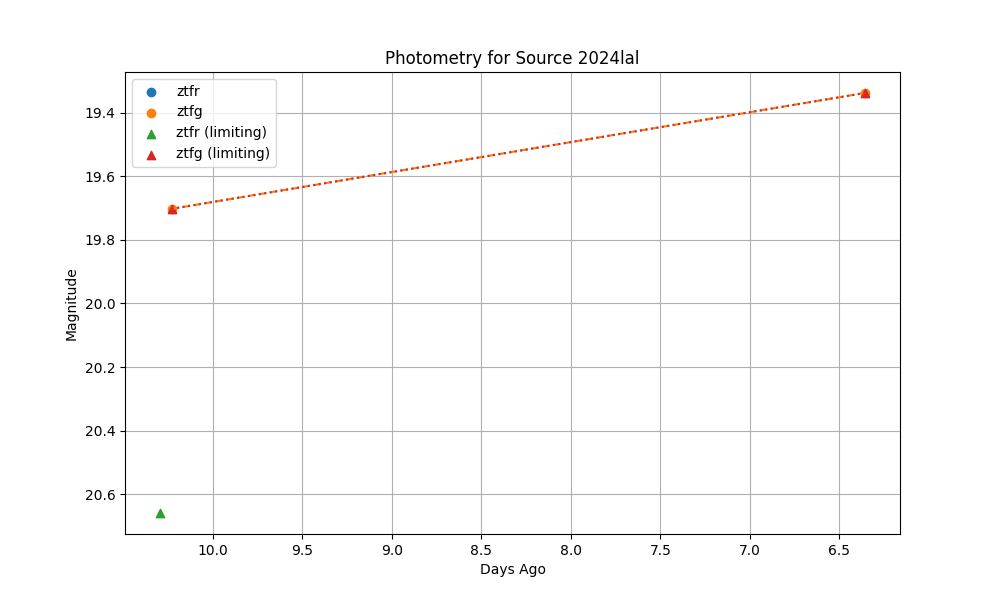 Photometry for Source 2024lal
ztfr
ztfg
ztfr (limiting)
ztfg (limiting)
19.4
19.6
19.8
20.0
20.2
20.4
20.6
Magnitude
10.0 9.5 9.0 8.5 8.0 7.5 7.0 6.5
Days Ago